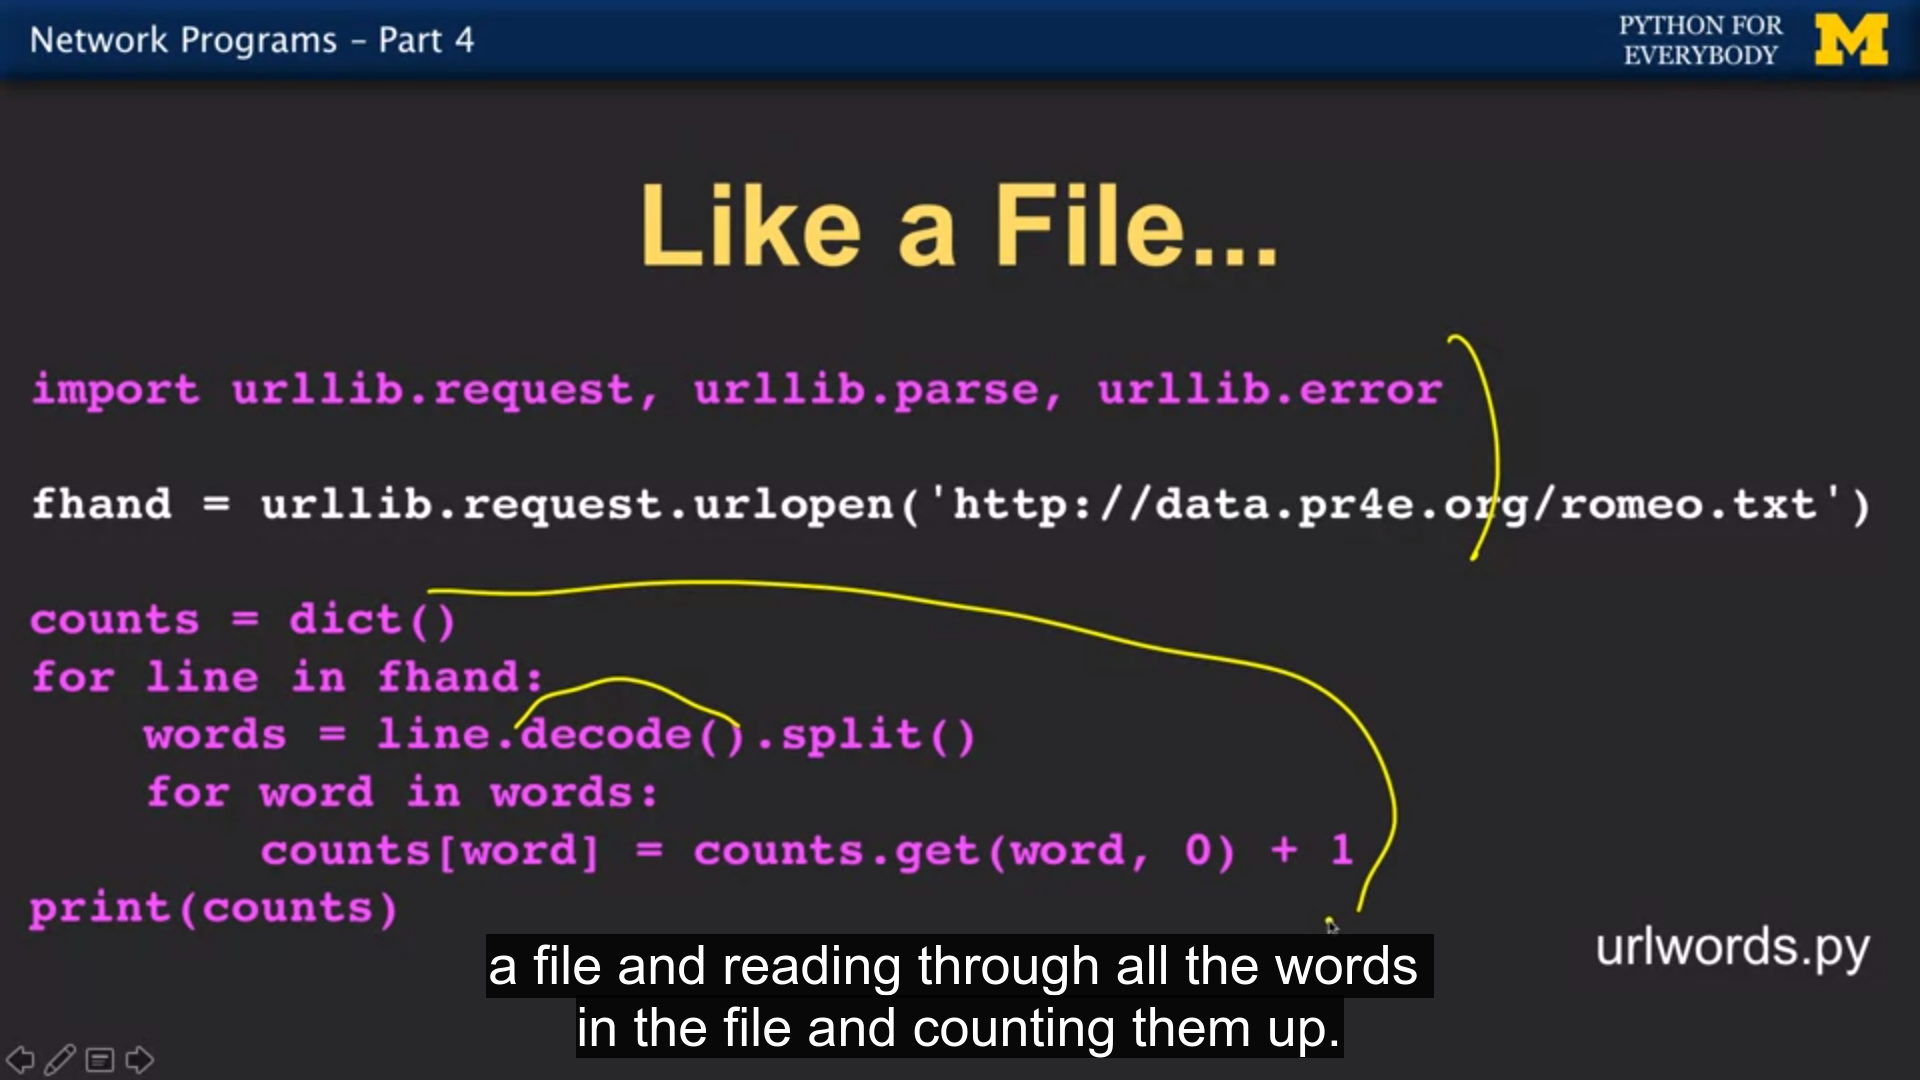 Network Programs – Part 4
PYTHON FOR
EVERYBODY
M
Like a File...
import urllib.request, urllib.parse, urllib.error
fhand = urllib.request.urlopen('http://data.pr4e.org/romeo.txt')
counts = dict()
for line in fhand:
    words = line.decode().split()
    for word in words:
        counts[word] = counts.get(word, 0) + 1
print(counts)
urlwords.py
a file and reading through all the words
in the file and counting them up.